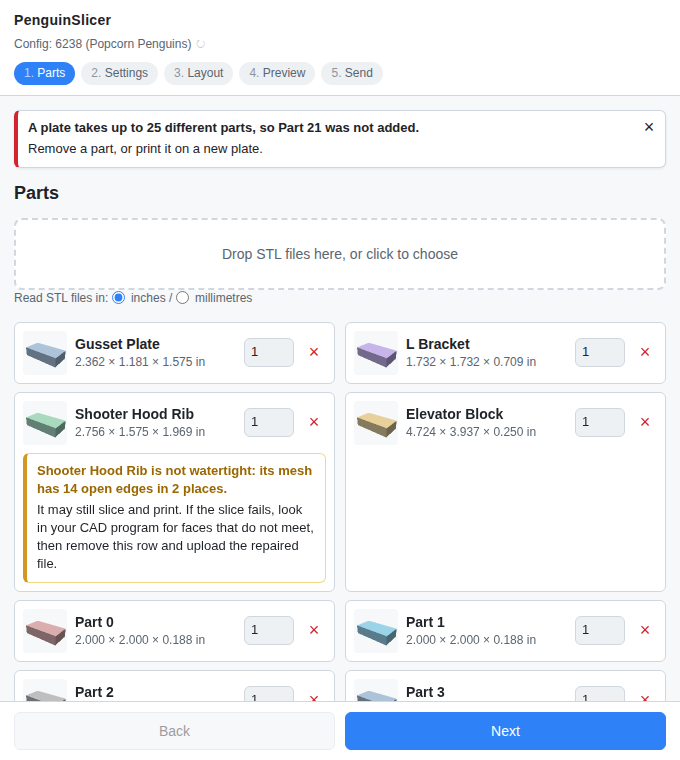 PenguinSlicer
Config: 6238 (Popcorn Penguins)
1. Parts
2. Settings
3. Layout
4. Preview
5. Send
A plate takes up to 25 different parts, so Part 21 was not added.
×
Remove a part, or print it on a new plate.
Parts
Drop STL files here, or click to choose
Read STL files in: inches / millimetres
Gusset Plate
2.362 × 1.181 × 1.575 in
1
×
L Bracket
1.732 × 1.732 × 0.709 in
1
×
Shooter Hood Rib
2.756 × 1.575 × 1.969 in
1
×
Shooter Hood Rib is not watertight: its mesh
has 14 open edges in 2 places.
It may still slice and print. If the slice fails, look
in your CAD program for faces that do not meet,
then remove this row and upload the repaired
file.
Elevator Block
4.724 × 3.937 × 0.250 in
1
×
Part 0
2.000 × 2.000 × 0.188 in
1
×
Part 1
2.000 × 2.000 × 0.188 in
1
×
Part 2
1
×
Part 3
1
×
Back
Next